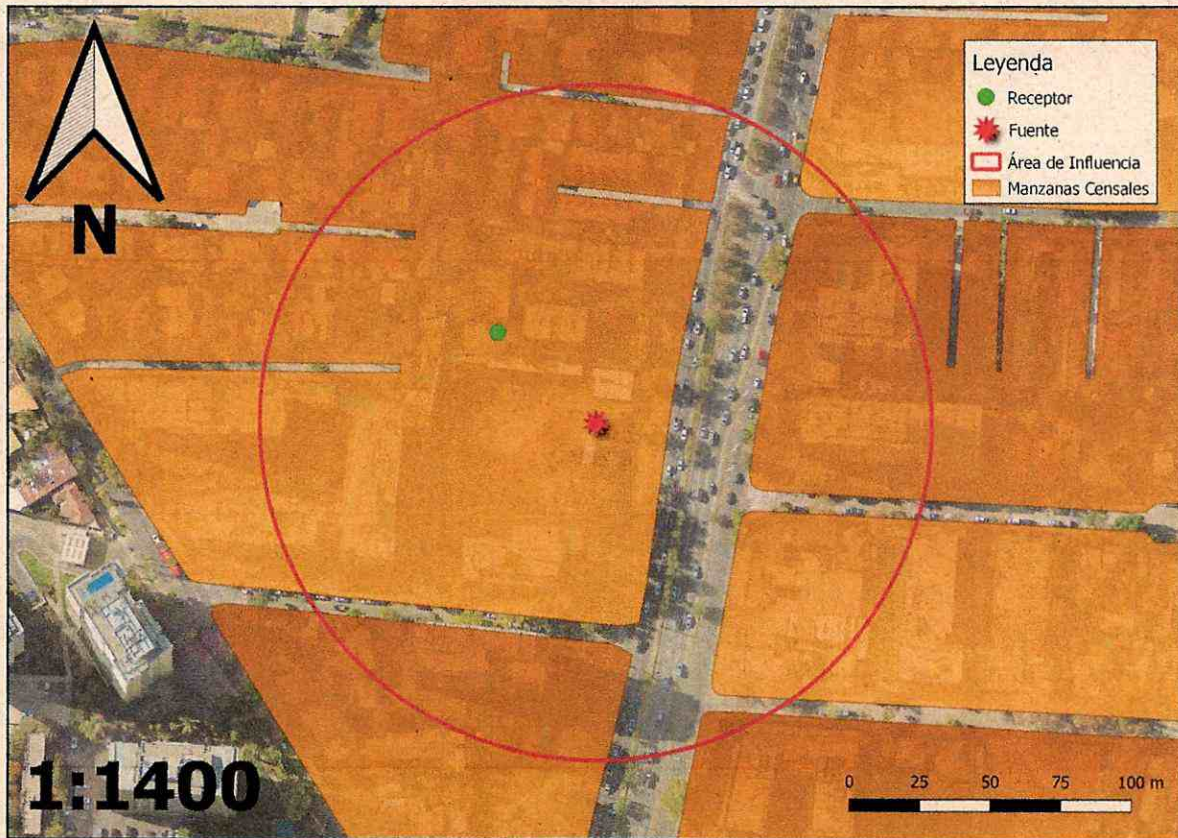 N
Leyenda
Receptor
Fuente
Área de Influencia
Manzanas Censales
1:1400
0 25 50 75 100 m